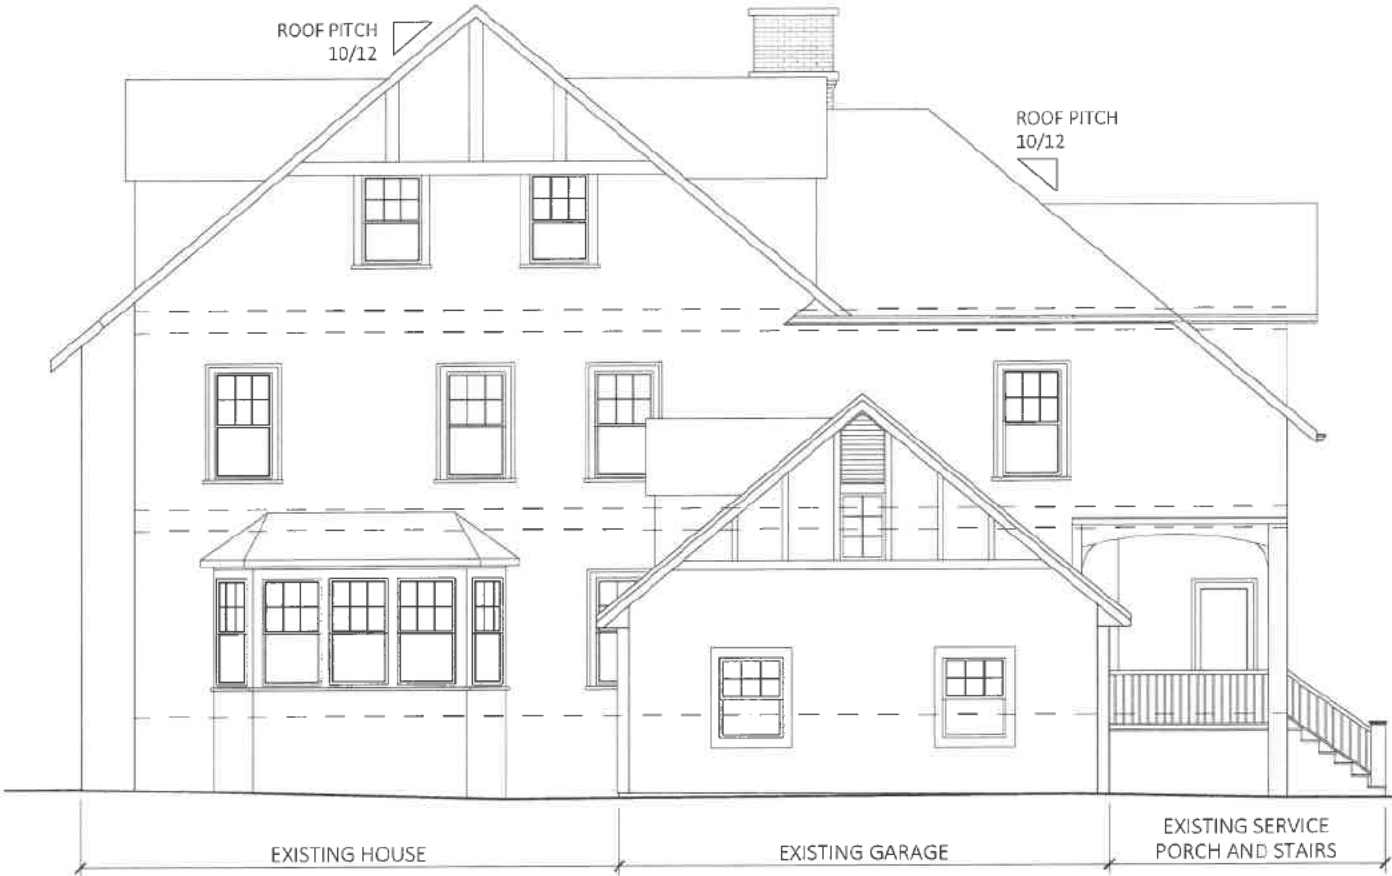 ROOF PITCH
10/12
ROOF PITCH
10/12
EXISTING HOUSE
EXISTING GARAGE
EXISTING SERVICE
PORCH AND STAIRS